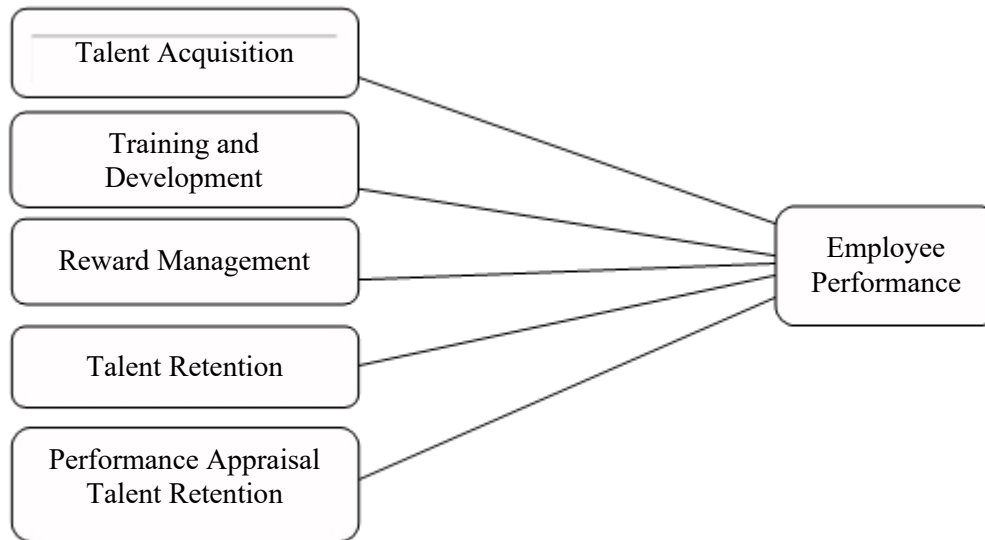 Talent Acquisition
Training and
Development
Reward Management
Talent Retention
Performance Appraisal
Talent Retention
Employee
Performance